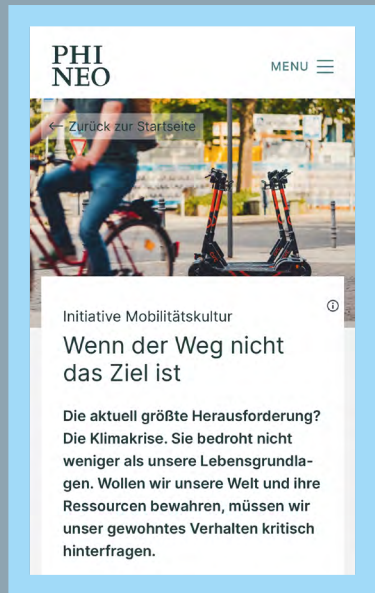 PHI
NEO
MENU
← Zurück zur Startseite
Initiative Mobilitätskultur
Wenn der Weg nicht
das Ziel ist
Die aktuell größte Herausforderung?
Die Klimakrise. Sie bedroht nicht
weniger als unsere Lebensgrundla-
gen. Wollen wir unsere Welt und ihre
Ressourcen bewahren, müssen wir
unser gewohntes Verhalten kritisch
hinterfragen.